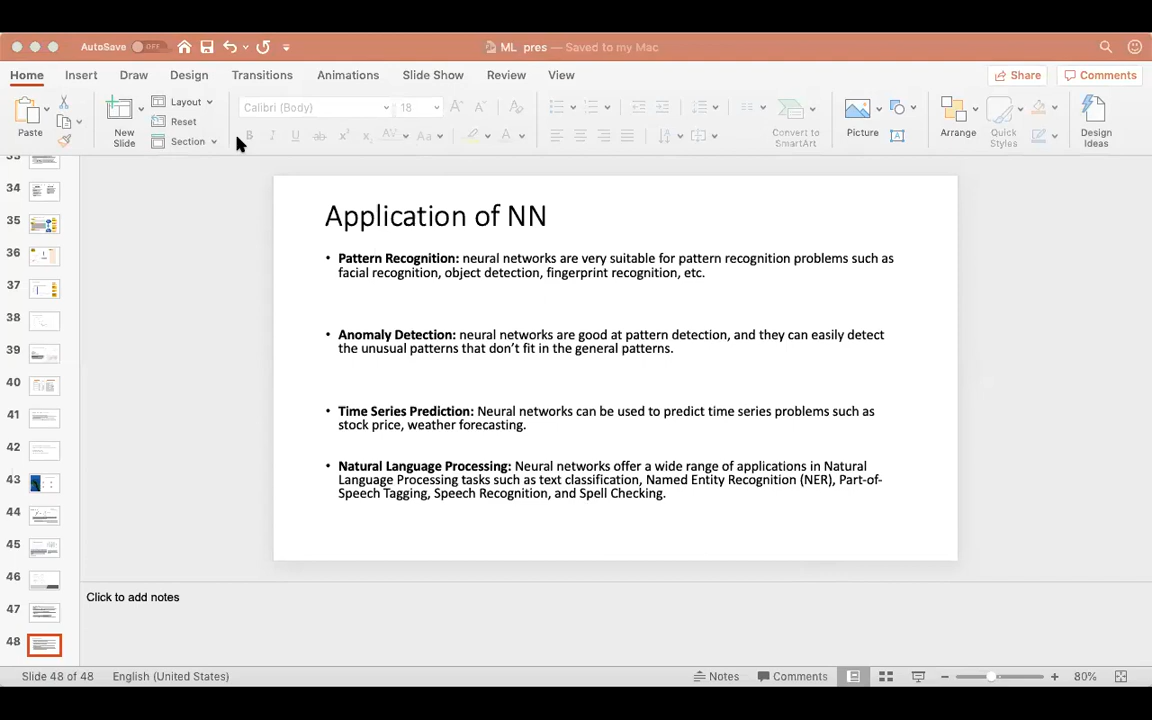 AutoSave OFF ML pres — Saved to my Mac
Home Insert Draw Design Transitions Animations Slide Show Review View Share Comments
Paste
New
Slide
Layout
Reset
Section
Calibri (Body) 18
Convert to
SmartArt
Picture
Arrange
Quick
Styles
Design
Ideas
33
34
35
36
37
38
39
40
41
42
43
44
45
46
47
48
Application of NN
• Pattern Recognition: neural networks are very suitable for pattern recognition problems such as
facial recognition, object detection, fingerprint recognition, etc.
• Anomaly Detection: neural networks are good at pattern detection, and they can easily detect
the unusual patterns that don’t fit in the general patterns.
• Time Series Prediction: Neural networks can be used to predict time series problems such as
stock price, weather forecasting.
• Natural Language Processing: Neural networks offer a wide range of applications in Natural
Language Processing tasks such as text classification, Named Entity Recognition (NER), Part-of-
Speech Tagging, Speech Recognition, and Spell Checking.
Click to add notes
Slide 48 of 48 English (United States) Notes Comments 80%